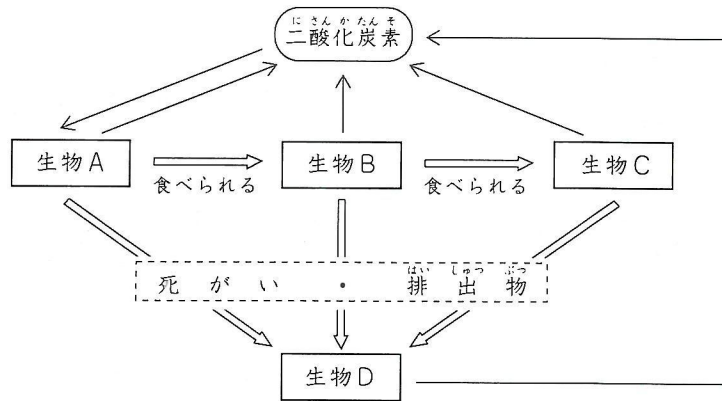 に さん か たん そ
二酸化炭素
生物A
生物B
生物C
食べられる
食べられる
はい しゅつ ぶつ
死がい・排出物
生物D